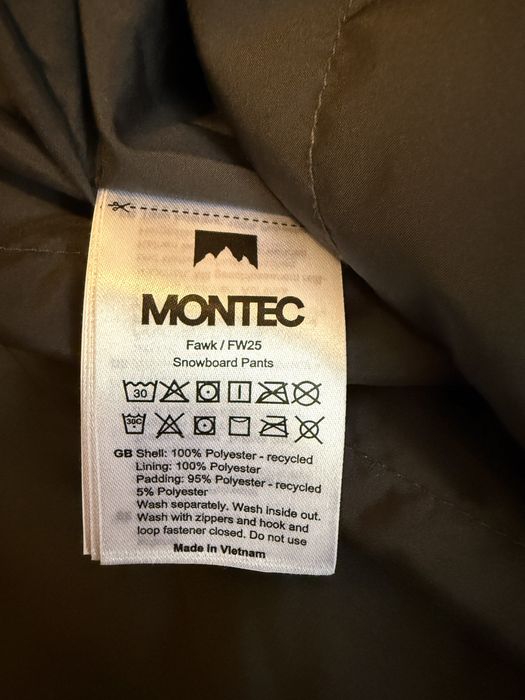 MONTEC
Fawk / FW25
Snowboard Pants
30
30C
GB Shell: 100% Polyester - recycled
Lining: 100% Polyester
Padding: 95% Polyester - recycled
5% Polyester
Wash separately. Wash inside out.
Wash with zippers and hook and
loop fastener closed. Do not use
Made in Vietnam